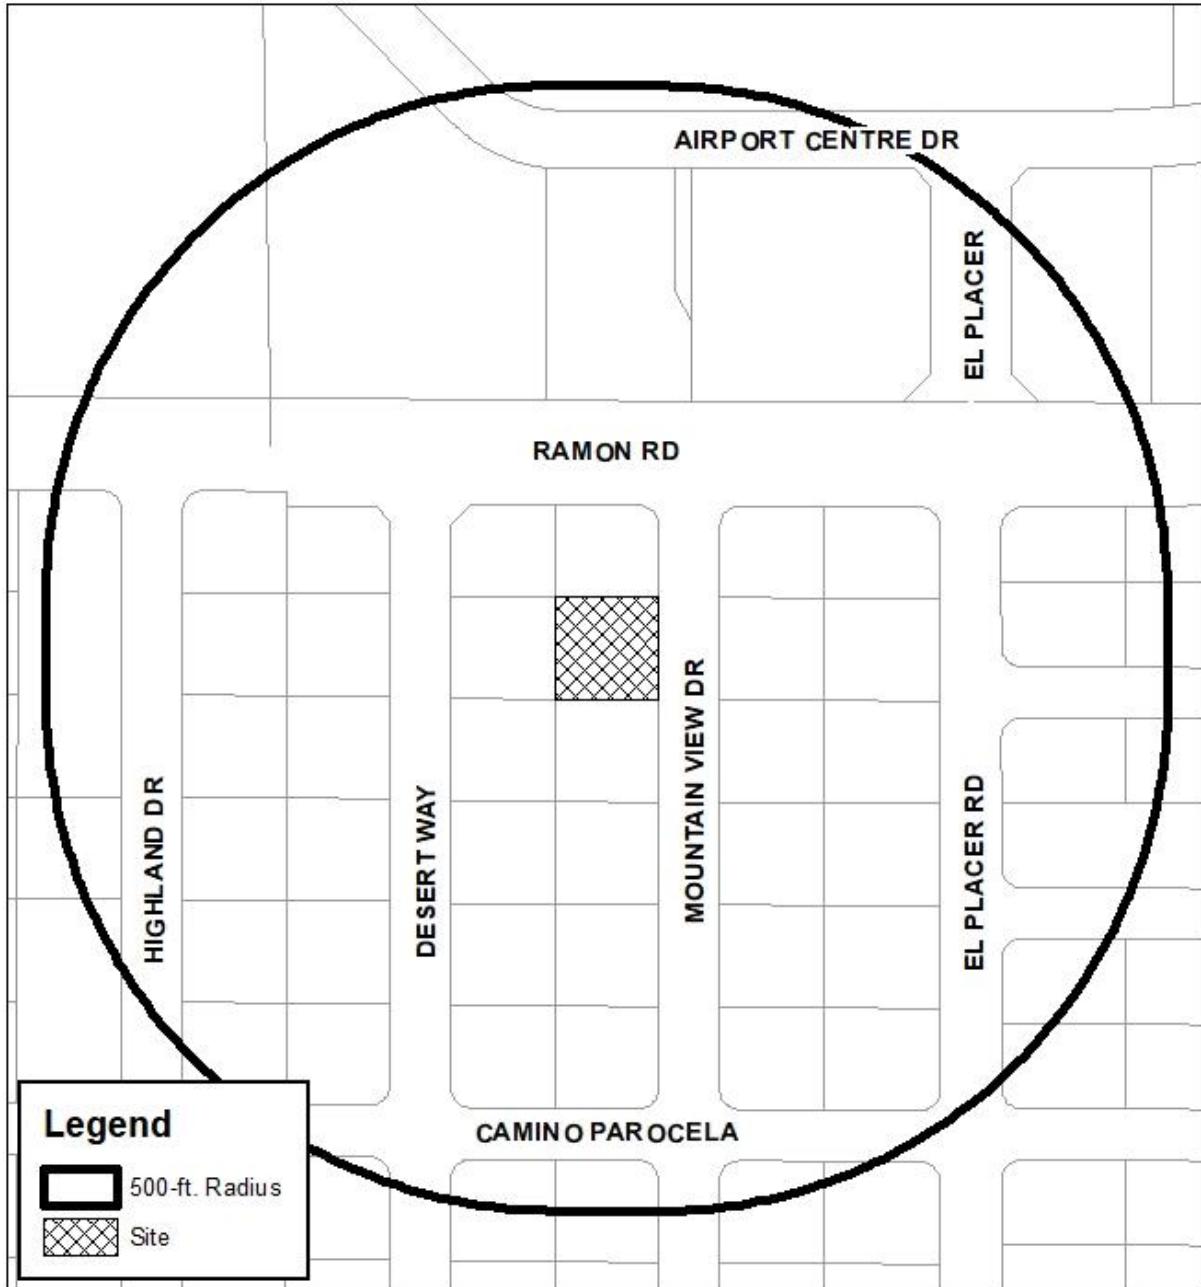 AIRPORT CENTRE DR
EL PLACER
RAMON RD
MOUNTAIN VIEW DR
HIGHLAND DR
DESERT WAY
EL PLACER RD
CAMINO PAROCELA
Legend
500-ft. Radius
Site